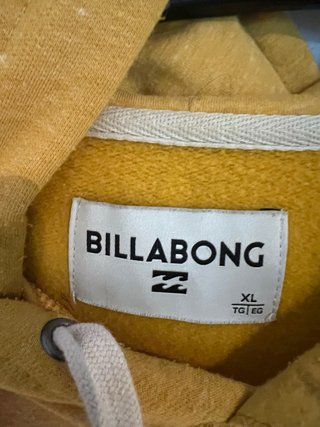 BILLABONG
XL
TG | EG